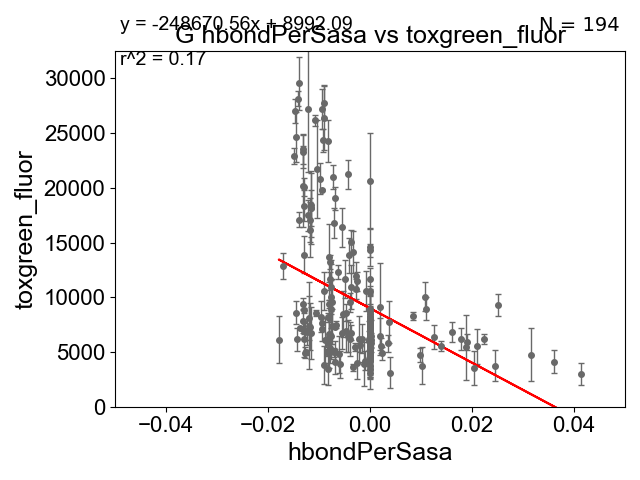 y = -248670.56x + 8992.09
N = 194
G hbondPerSasa vs toxgreen_fluor
r^2 = 0.17
30000
25000
20000
15000
10000
5000
0
toxgreen_fluor
−0.04
−0.02
0.00
0.02
0.04
hbondPerSasa